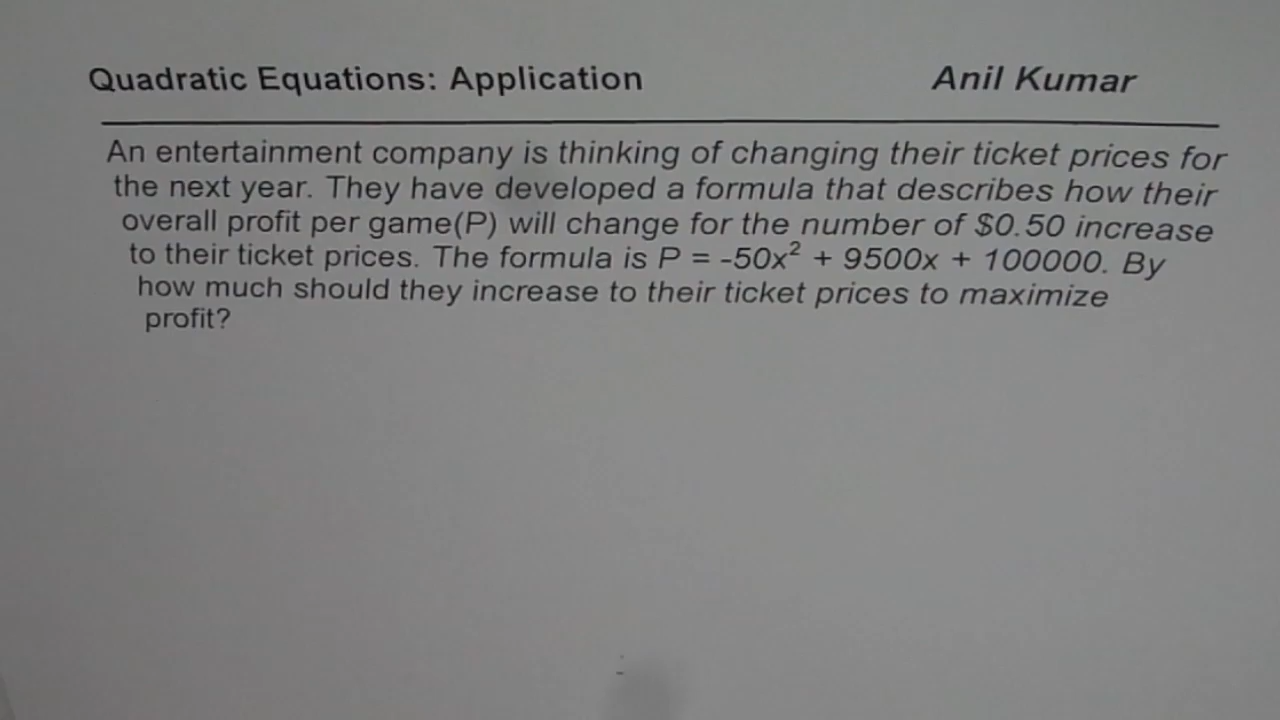 Quadratic Equations: Application Anil Kumar
An entertainment company is thinking of changing their ticket prices for
the next year. They have developed a formula that describes how their
overall profit per game(P) will change for the number of $0.50 increase
to their ticket prices. The formula is P = -50x² + 9500x + 100000. By
how much should they increase to their ticket prices to maximize
profit?